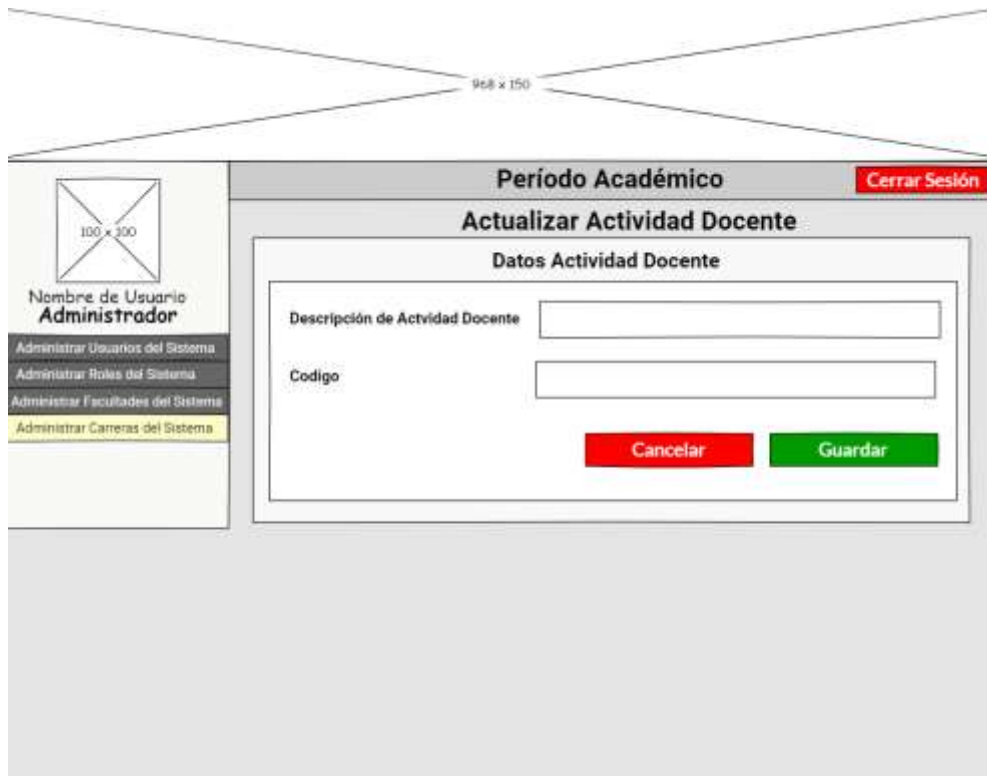 968 x 150
Período Académico
Cerrar Sesión
100 x 100
Nombre de Usuario
Administrador
Administrar Usuarios del Sistema
Administrar Roles del Sistema
Administrar Facultades del Sistema
Administrar Carreras del Sistema
Actualizar Actividad Docente
Datos Actividad Docente
Descripción de Actvidad Docente
Codigo
Cancelar
Guardar